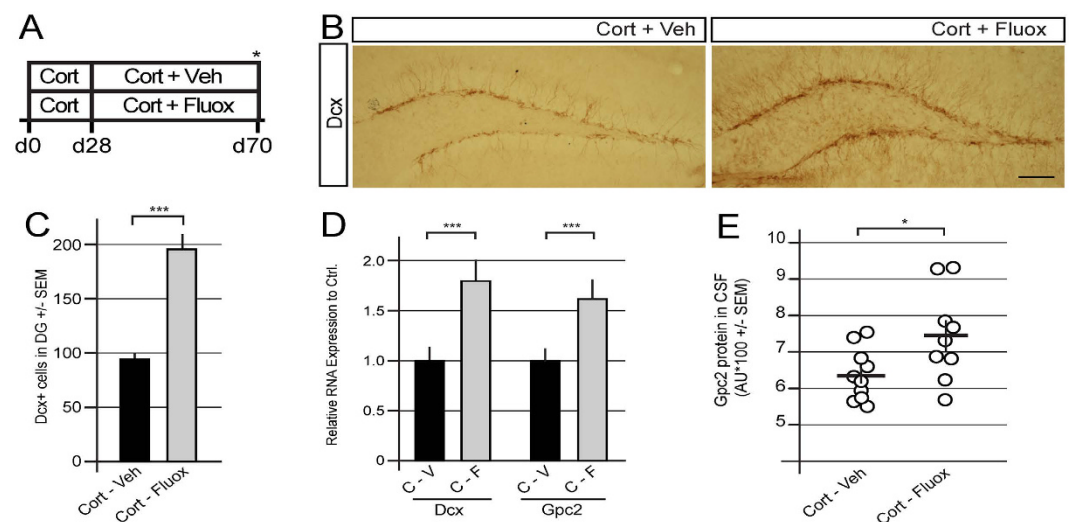 A
*
Cort
Cort + Veh
Cort
Cort + Fluox
d0
d28
d70
B
Cort + Veh
Cort + Fluox
Dcx
C
***
Dcx+ cells in DG +/- SEM
200
150
100
50
0
Cort - Veh
Cort - Fluox
D
***
***
Relative RNA Expression to Ctrl.
2.0
1.5
1.0
0.5
0
C - V
C - F
C - V
C - F
Dcx
Gpc2
E
*
Gpc2 protein in CSF
(AU*100 +/- SEM)
10
9
8
7
6
5
Cort - Veh
Cort - Fluox